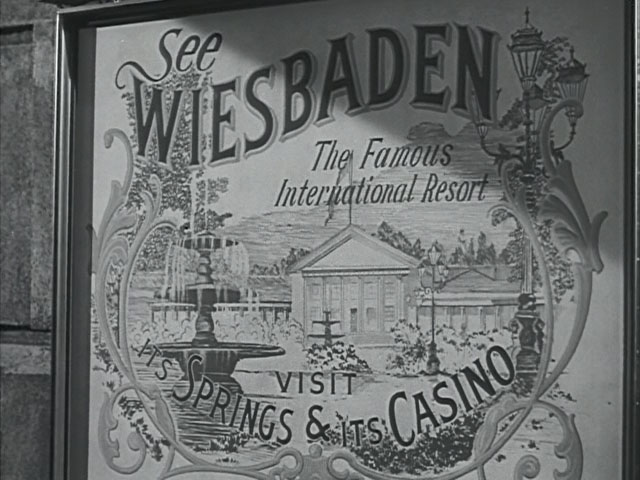 See
WIESBADEN
The Famous
International Resort
VISIT
ITS SPRINGS & ITS CASINO